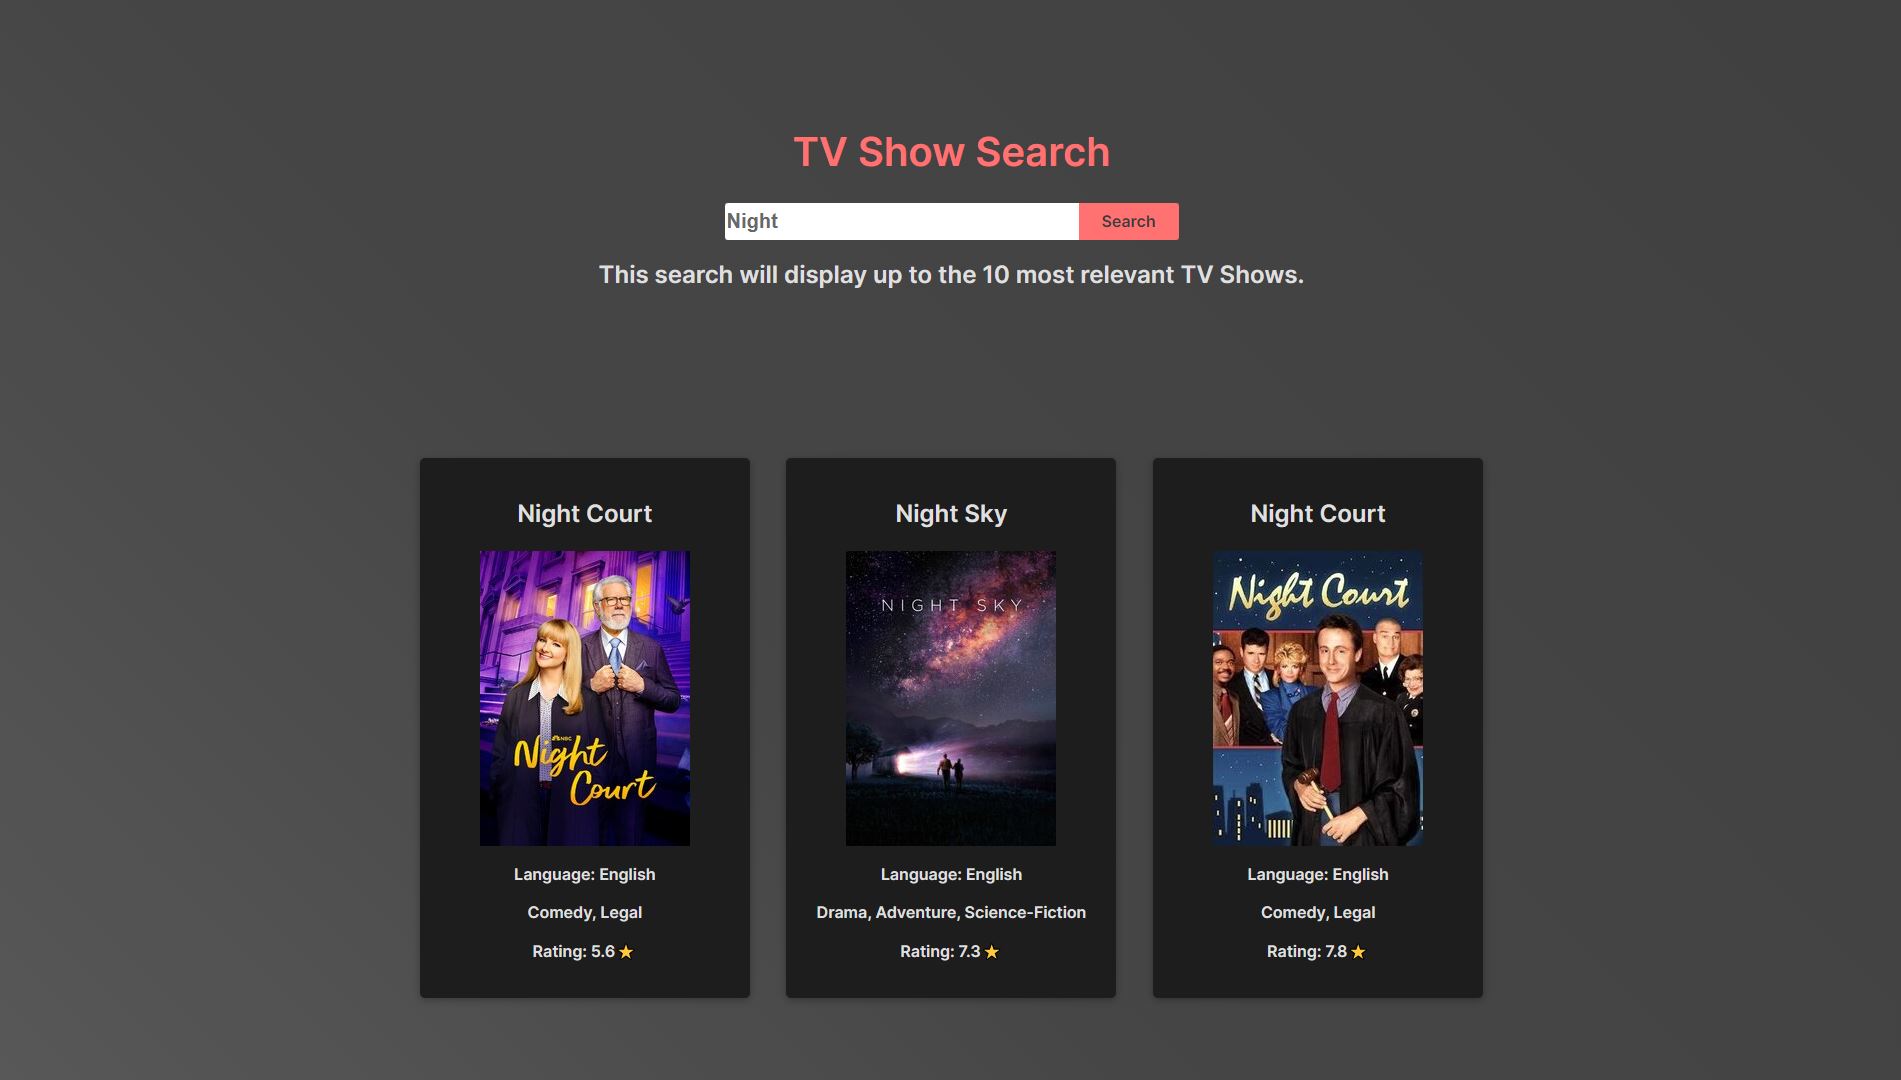 TV Show Search
Night
Search
This search will display up to the 10 most relevant TV Shows.
Night Court
NBC
Night
Court
Language: English
Comedy, Legal
Rating: 5.6
Night Sky
NIGHT SKY
Language: English
Drama, Adventure, Science-Fiction
Rating: 7.3
Night Court
Night Court
Language: English
Comedy, Legal
Rating: 7.8